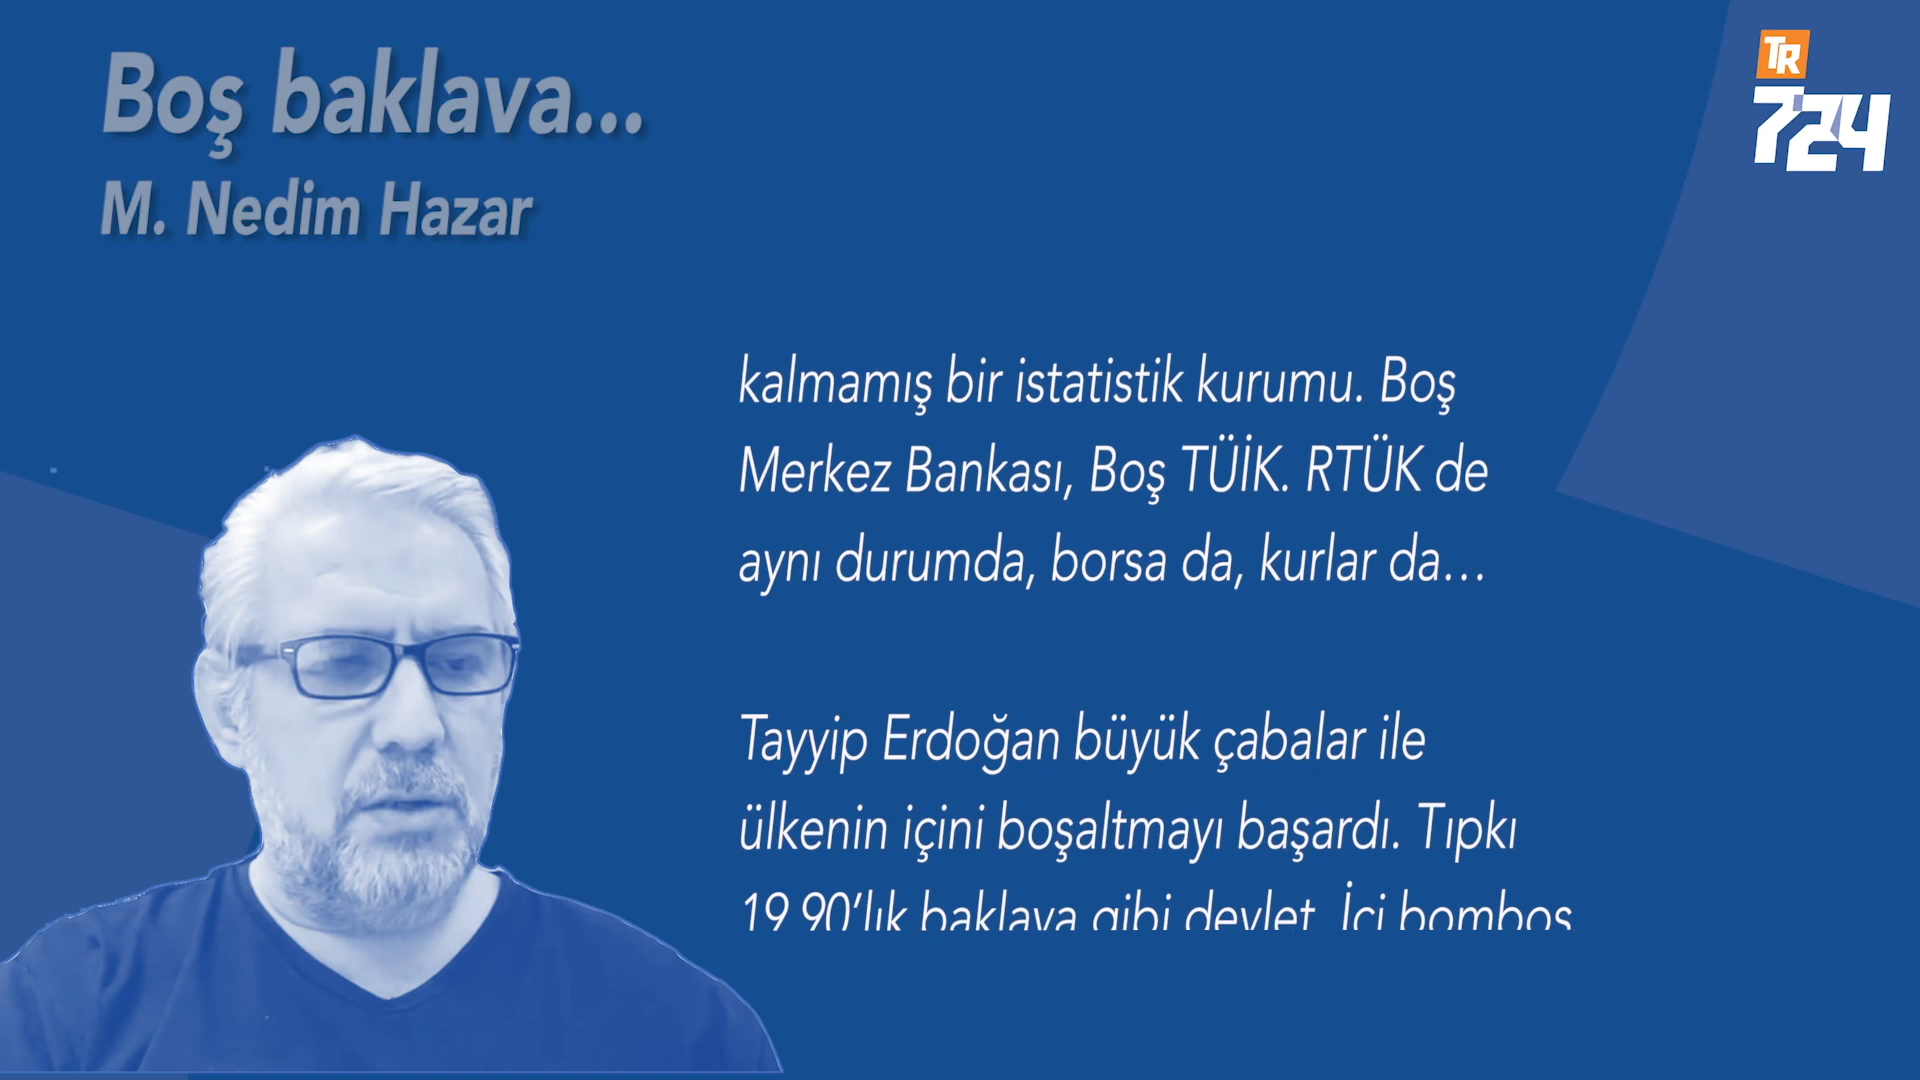 Boş baklava...
M. Nedim Hazar
TR
724
kalmamış bir istatistik kurumu. Boş
Merkez Bankası, Boş TÜİK. RTÜK de
aynı durumda, borsa da, kurlar da…
Tayyip Erdoğan büyük çabalar ile
ülkenin içini boşaltmayı başardı. Tıpkı
19.90’lık baklava gibi devlet. İçi bomboş